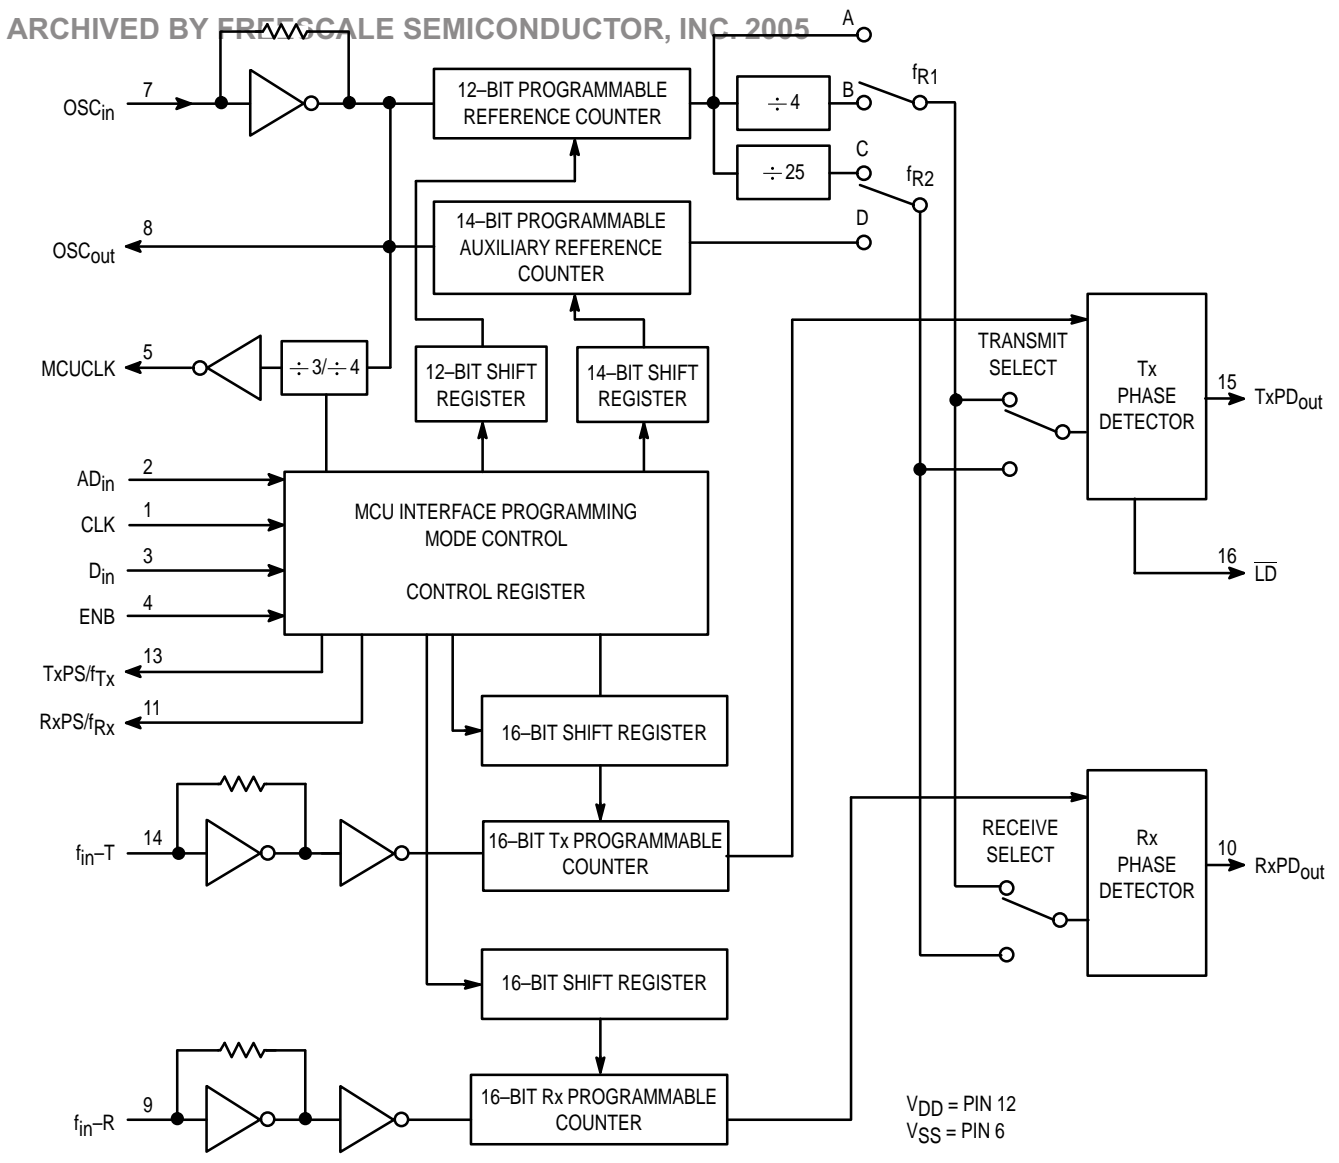 ARCHIVED BY FREESCALE SEMICONDUCTOR, INC. 2005
OSCin
7
12–BIT PROGRAMMABLE
REFERENCE COUNTER
A
÷ 4
B
fR1
÷ 25
C
fR2
D
OSCout
8
14–BIT PROGRAMMABLE
AUXILIARY REFERENCE
COUNTER
MCUCLK
5
÷ 3/÷ 4
12–BIT SHIFT
REGISTER
14–BIT SHIFT
REGISTER
TRANSMIT
SELECT
Tx
PHASE
DETECTOR
15
TxPDout
16
LD
ADin
2
CLK
1
Din
3
ENB
4
MCU INTERFACE PROGRAMMING
MODE CONTROL
CONTROL REGISTER
TxPS/fTx
13
RxPS/fRx
11
16–BIT SHIFT REGISTER
fin–T
14
16–BIT Tx PROGRAMMABLE
COUNTER
RECEIVE
SELECT
Rx
PHASE
DETECTOR
10
RxPDout
16–BIT SHIFT REGISTER
fin–R
9
16–BIT Rx PROGRAMMABLE
COUNTER
VDD = PIN 12
VSS = PIN 6